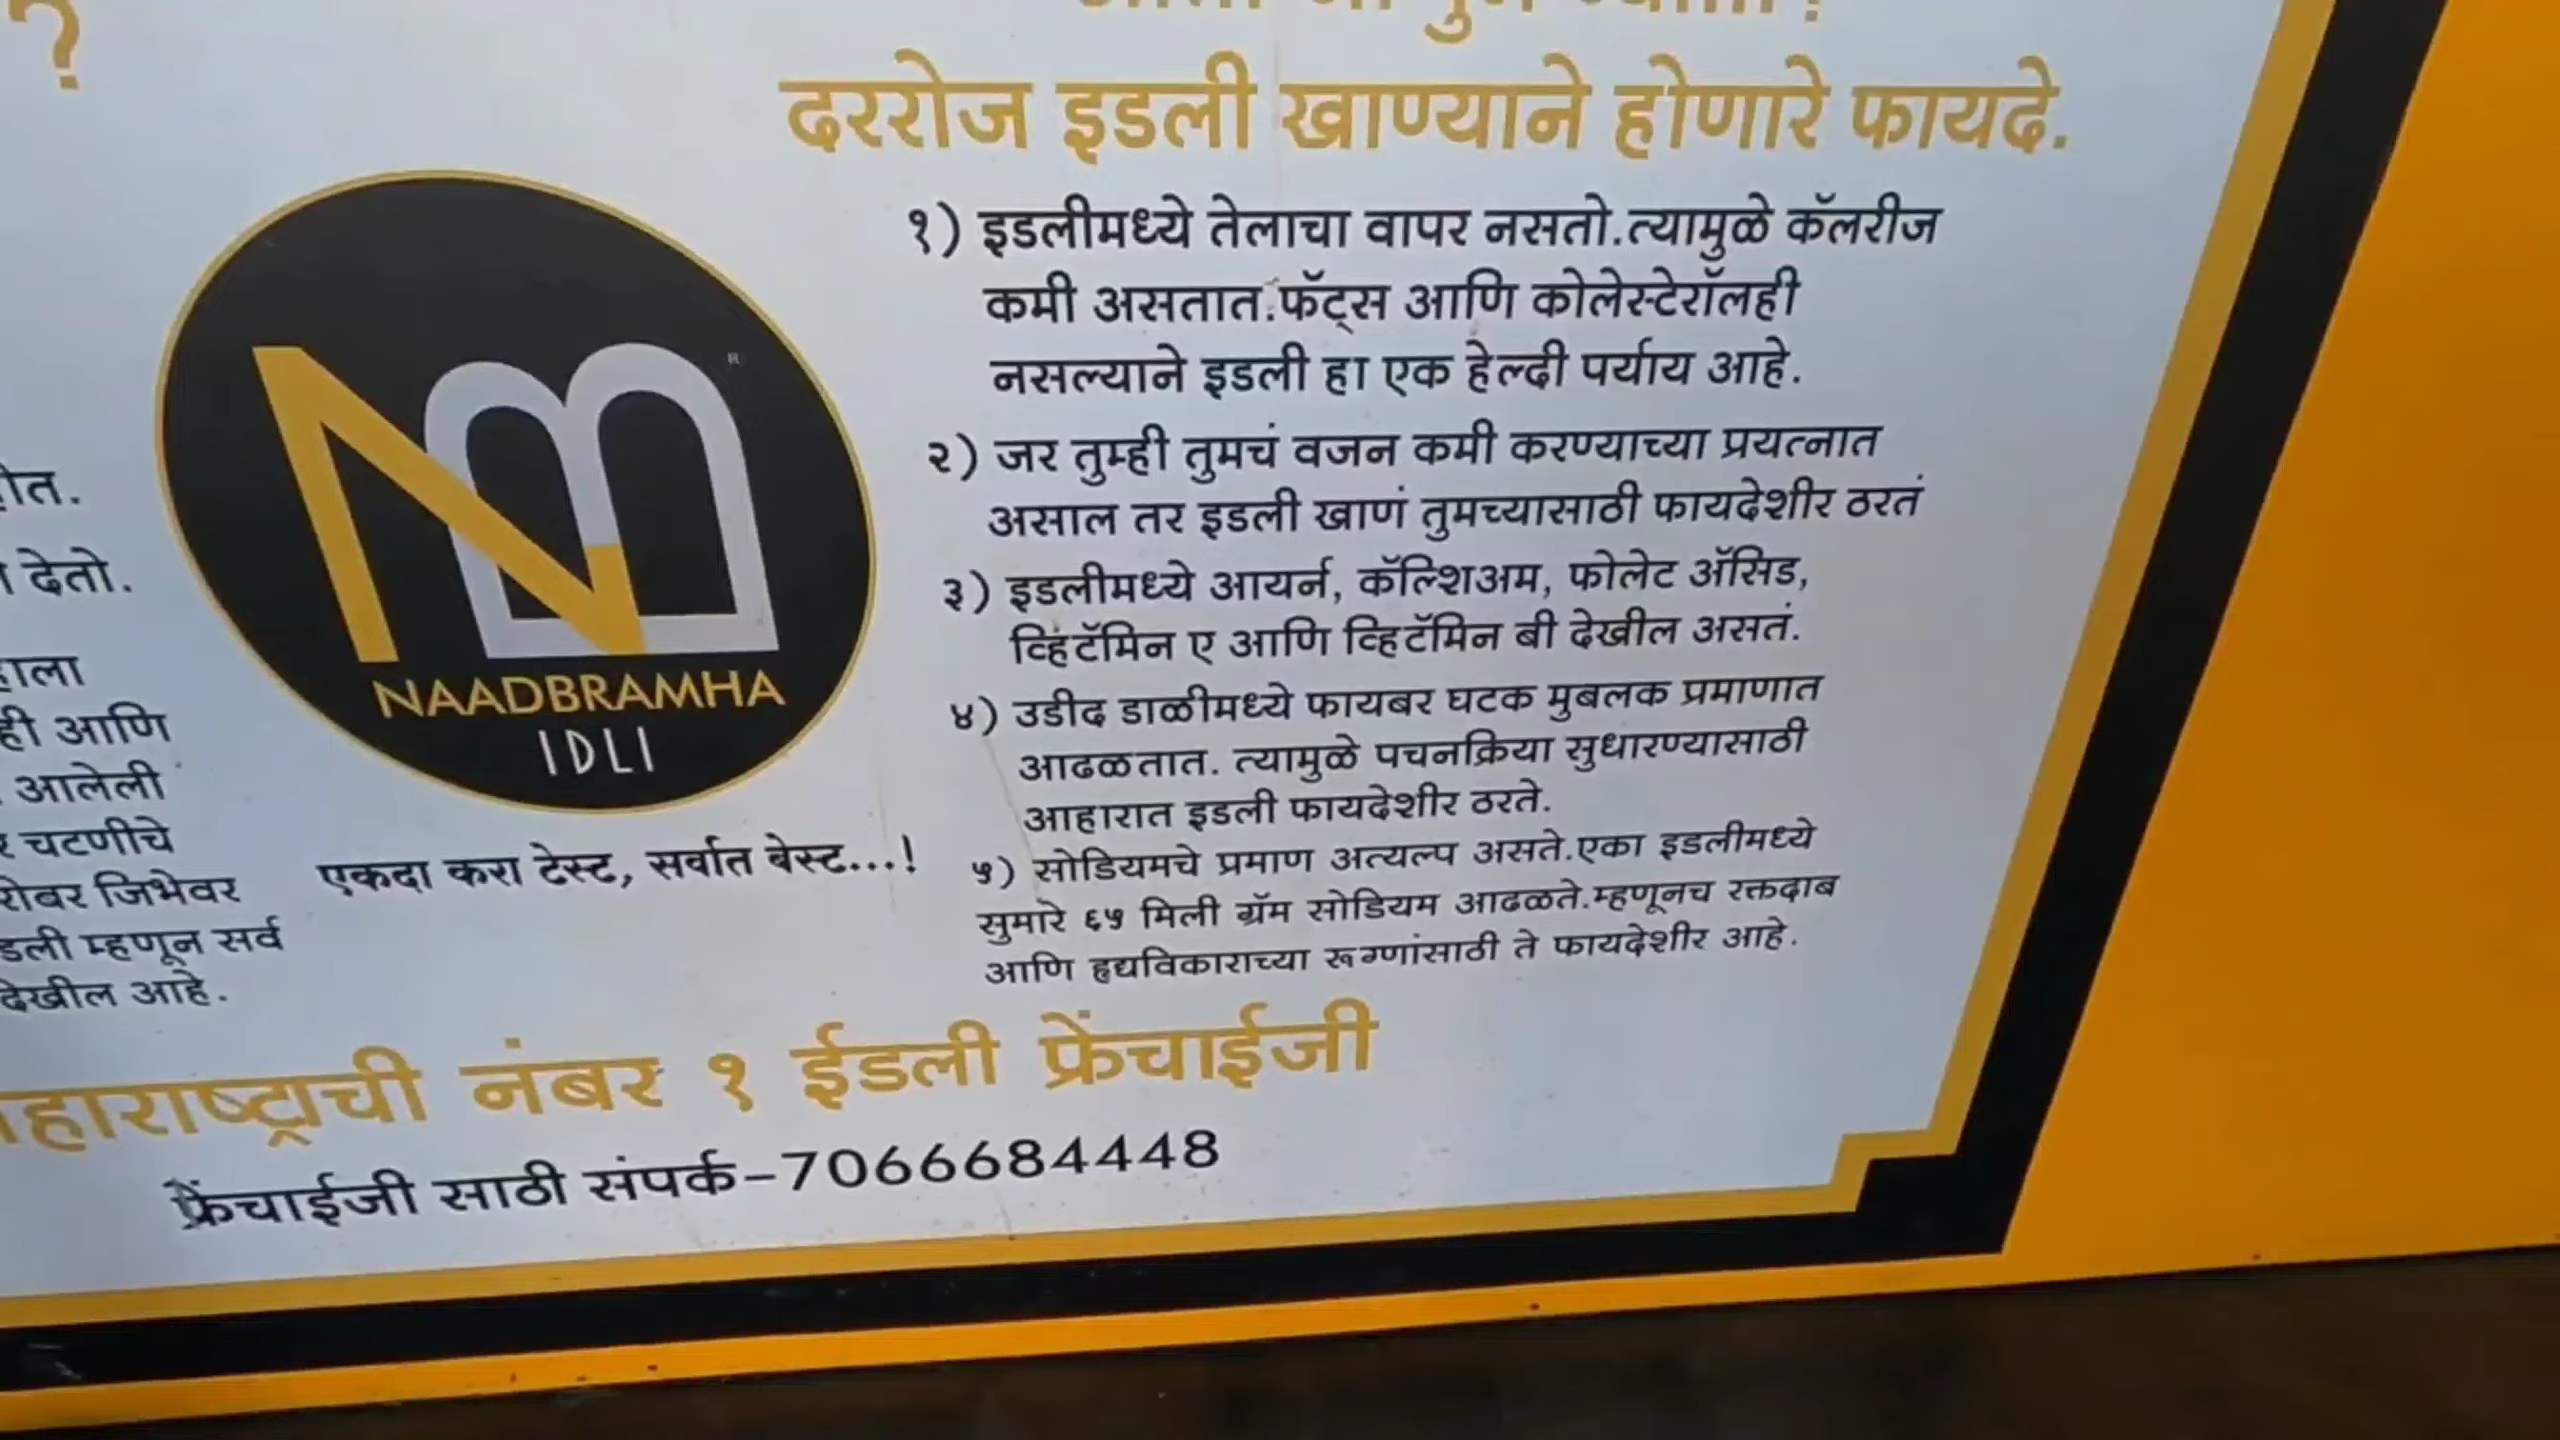 दररोज इडली खाण्याने होणारे फायदे.
१) इडलीमध्ये तेलाचा वापर नसतो.त्यामुळे कॅलरीज
कमी असतात.फॅट्स आणि कोलेस्टेरॉलही
नसल्याने इडली हा एक हेल्दी पर्याय आहे.
२) जर तुम्ही तुमचं वजन कमी करण्याच्या प्रयत्नात
असाल तर इडली खाणं तुमच्यासाठी फायदेशीर ठरतं
३) इडलीमध्ये आयर्न, कॅल्शिअम, फोलेट ॲसिड,
व्हिटॅमिन ए आणि व्हिटॅमिन बी देखील असतं.
४) उडीद डाळीमध्ये फायबर घटक मुबलक प्रमाणात
आढळतात. त्यामुळे पचनक्रिया सुधारण्यासाठी
आहारात इडली फायदेशीर ठरते.
५) सोडियमचे प्रमाण अत्यल्प असते.एका इडलीमध्ये
सुमारे ६५ मिली ग्रॅम सोडियम आढळते.म्हणूनच रक्तदाब
आणि हृद्यविकाराच्या रूग्णांसाठी ते फायदेशीर आहे.
NB
NAADBRAMHA
IDLI
एकदा करा टेस्ट, सर्वात बेस्ट...!
देतो.
ही आणि
आलेली
चटणीचे
जिभेवर
म्हणून सर्व
देखील आहे.
नंबर १ ईडली फ्रेंचाईजी
फ्रेंचाईजी साठी संपर्क-7066684448